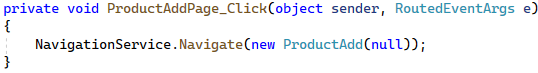 private void ProductAddPage_Click(object sender, RoutedEventArgs e)
{
    NavigationService.Navigate(new ProductAdd(null));
}